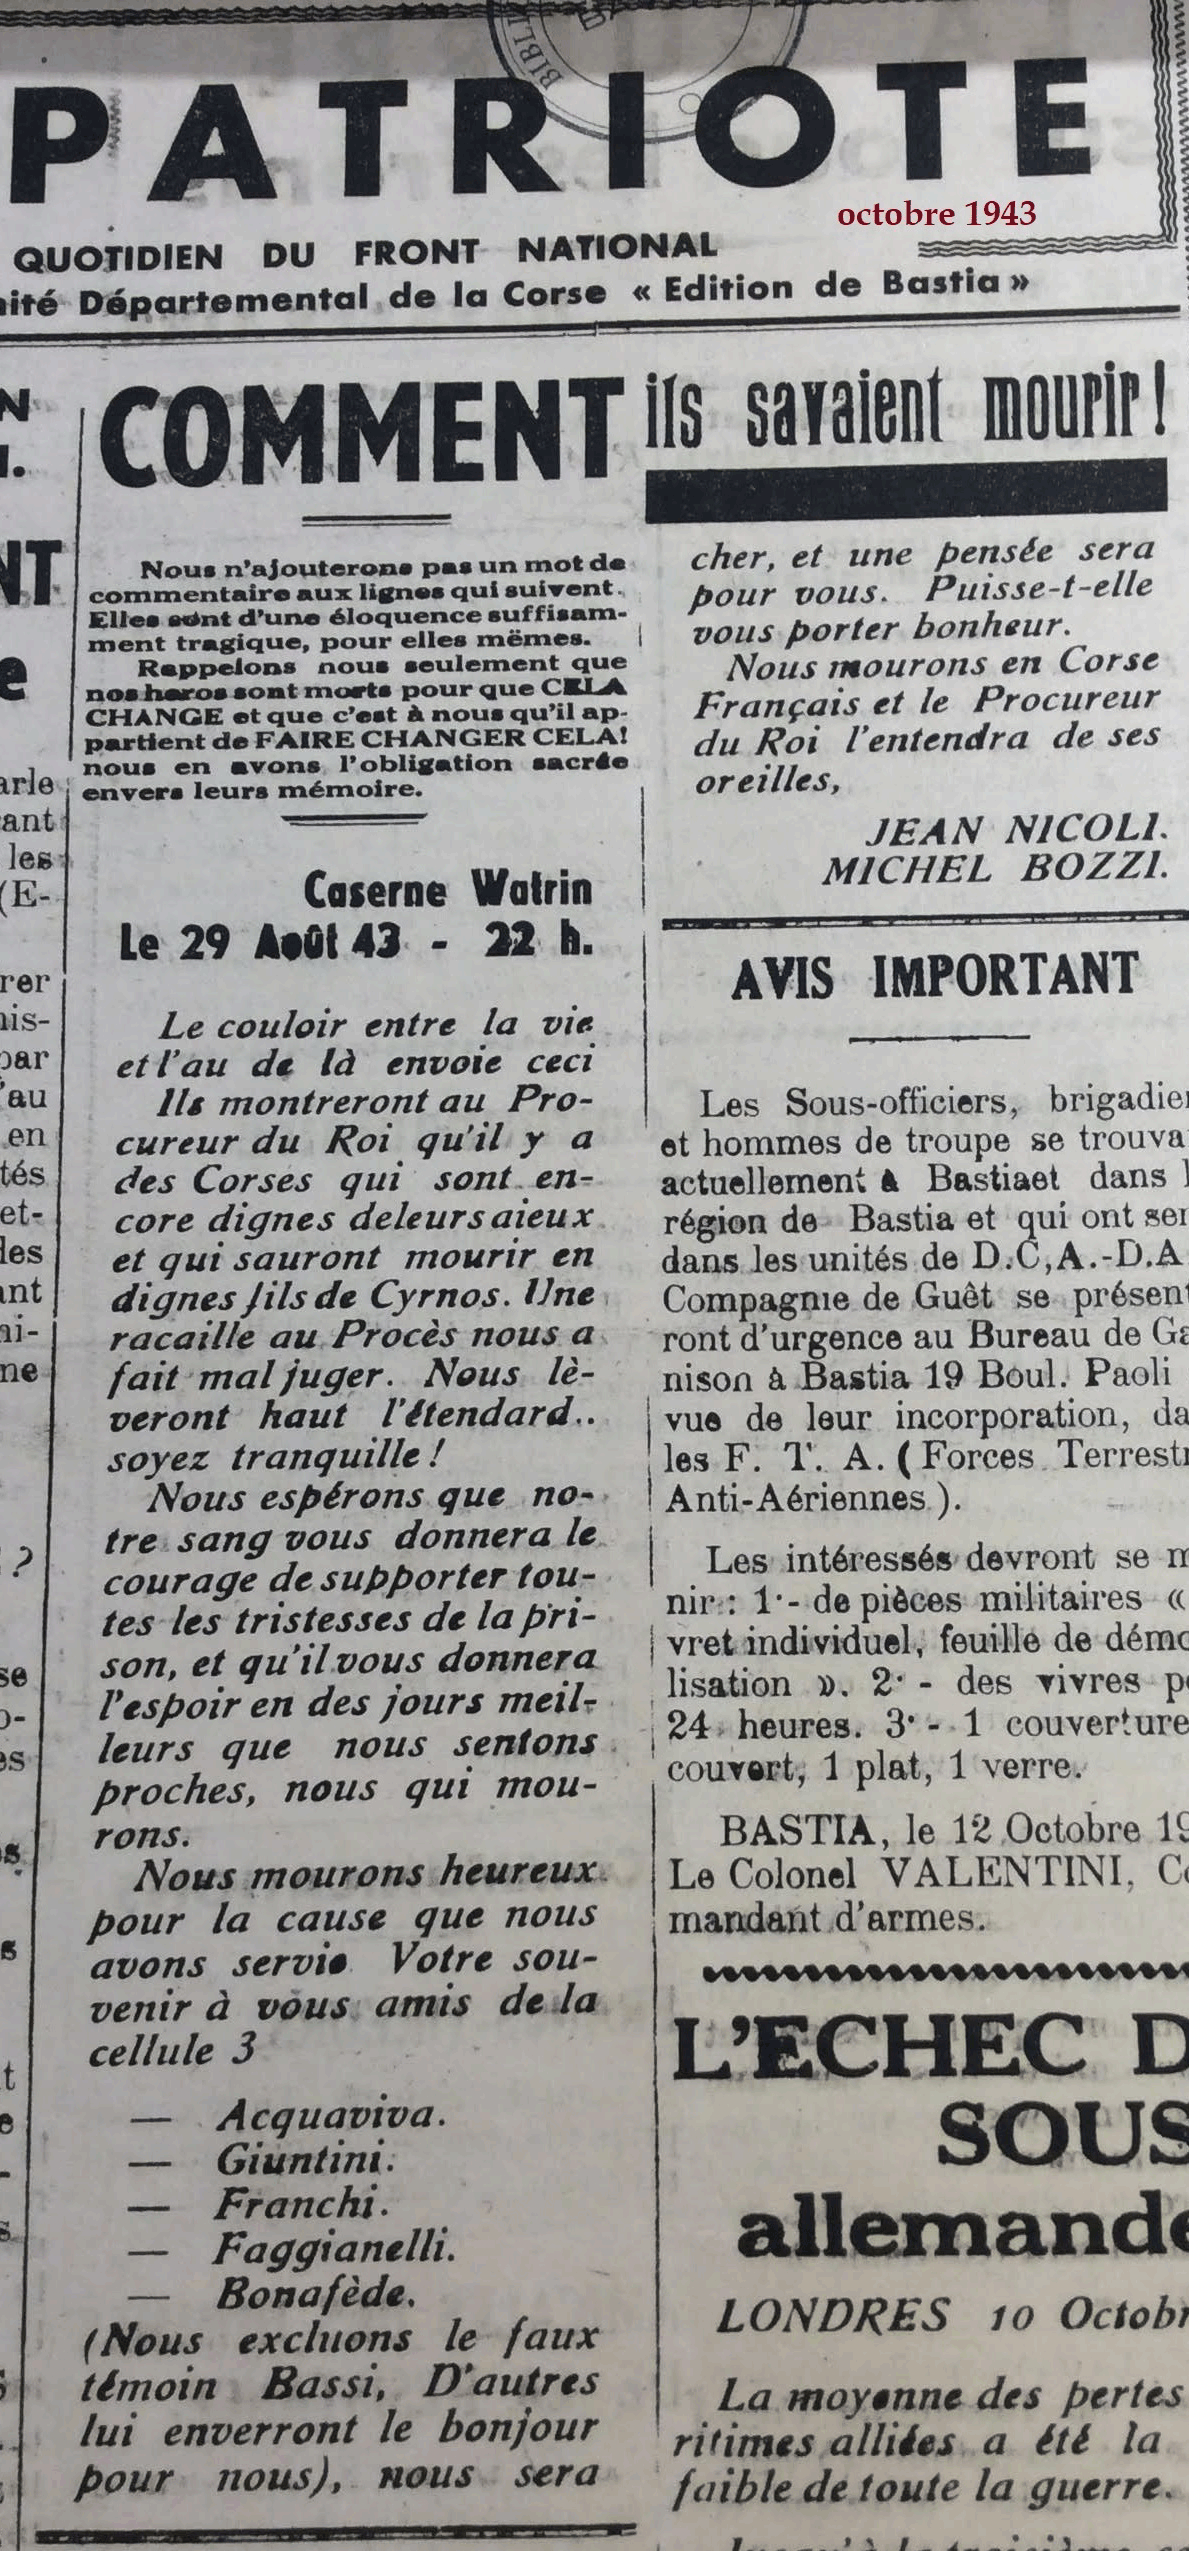 BIBL
PATRIOTE
octobre 1943
QUOTIDIEN DU FRONT NATIONAL
Départemental de la Corse « Edition de Bastia »
COMMENT ils savaient mourir !
Nous n'ajouterons pas un mot de
commentaire aux lignes qui suivent.
Elles sont d'une éloquence suffisam-
ment tragique, pour elles mëmes.
Rappelons nous seulement que
nos heros sont morts pour que CELA
CHANGE et que c'est à nous qu'il ap-
partient de FAIRE CHANGER CELA!
nous en avons l'obligation sacrée
envers leurs mémoire.
Caserne Watrin
Le 29 Août 43 - 22 h.
Le couloir entre la vie
et l'au de là envoie ceci
Ils montreront au Pro-
cureur du Roi qu'il y a
des Corses qui sont en-
core dignes deleurs aieux
et qui sauront mourir en
dignes fils de Cyrnos. Une
racaille au Procès nous a
fait mal juger. Nous lè-
veront haut l'étendard..
soyez tranquille !
Nous espérons que no-
tre sang vous donnera le
courage de supporter tou-
tes les tristesses de la pri-
son, et qu'il vous donnera
l'espoir en des jours meil-
leurs que nous sentons
proches, nous qui mou-
rons.
Nous mourons heureux
pour la cause que nous
avons servie Votre sou-
venir à vous amis de la
cellule 3
— Acquaviva.
— Giuntini.
— Franchi.
— Faggianelli.
— Bonafède.
(Nous excluons le faux
témoin Bassi, D'autres
lui enverront le bonjour
pour nous), nous sera
cher, et une pensée sera
pour vous. Puisse-t-elle
vous porter bonheur.
Nous mourons en Corse
Français et le Procureur
du Roi l'entendra de ses
oreilles,
JEAN NICOLI.
MICHEL BOZZI.
AVIS IMPORTANT
Les Sous-officiers, brigadier
et hommes de troupe se trouva
actuellement à Bastiaet dans l
région de Bastia et qui ont ser
dans les unités de D.C,A.-D.A
Compagnie de Guêt se présent
ront d'urgence au Bureau de Ga
nison à Bastia 19 Boul. Paoli
vue de leur incorporation, da
les F. T. A. ( Forces Terrestr
Anti-Aériennes ).
Les intéressés devront se m
nir : 1·- de pièces militaires «
vret individuel, feuille de démo
lisation ». 2· - des vivres p
24 heures. 3· - 1 couverture
couvert, 1 plat, 1 verre.
BASTIA, le 12 Octobre 19
Le Colonel VALENTINI, Co
mandant d'armes.
L'ECHEC D
SOUS
allemande
LONDRES 10 Octobr
La moyenne des pertes
ritimes alliées a été la
faible de toute la guerre.